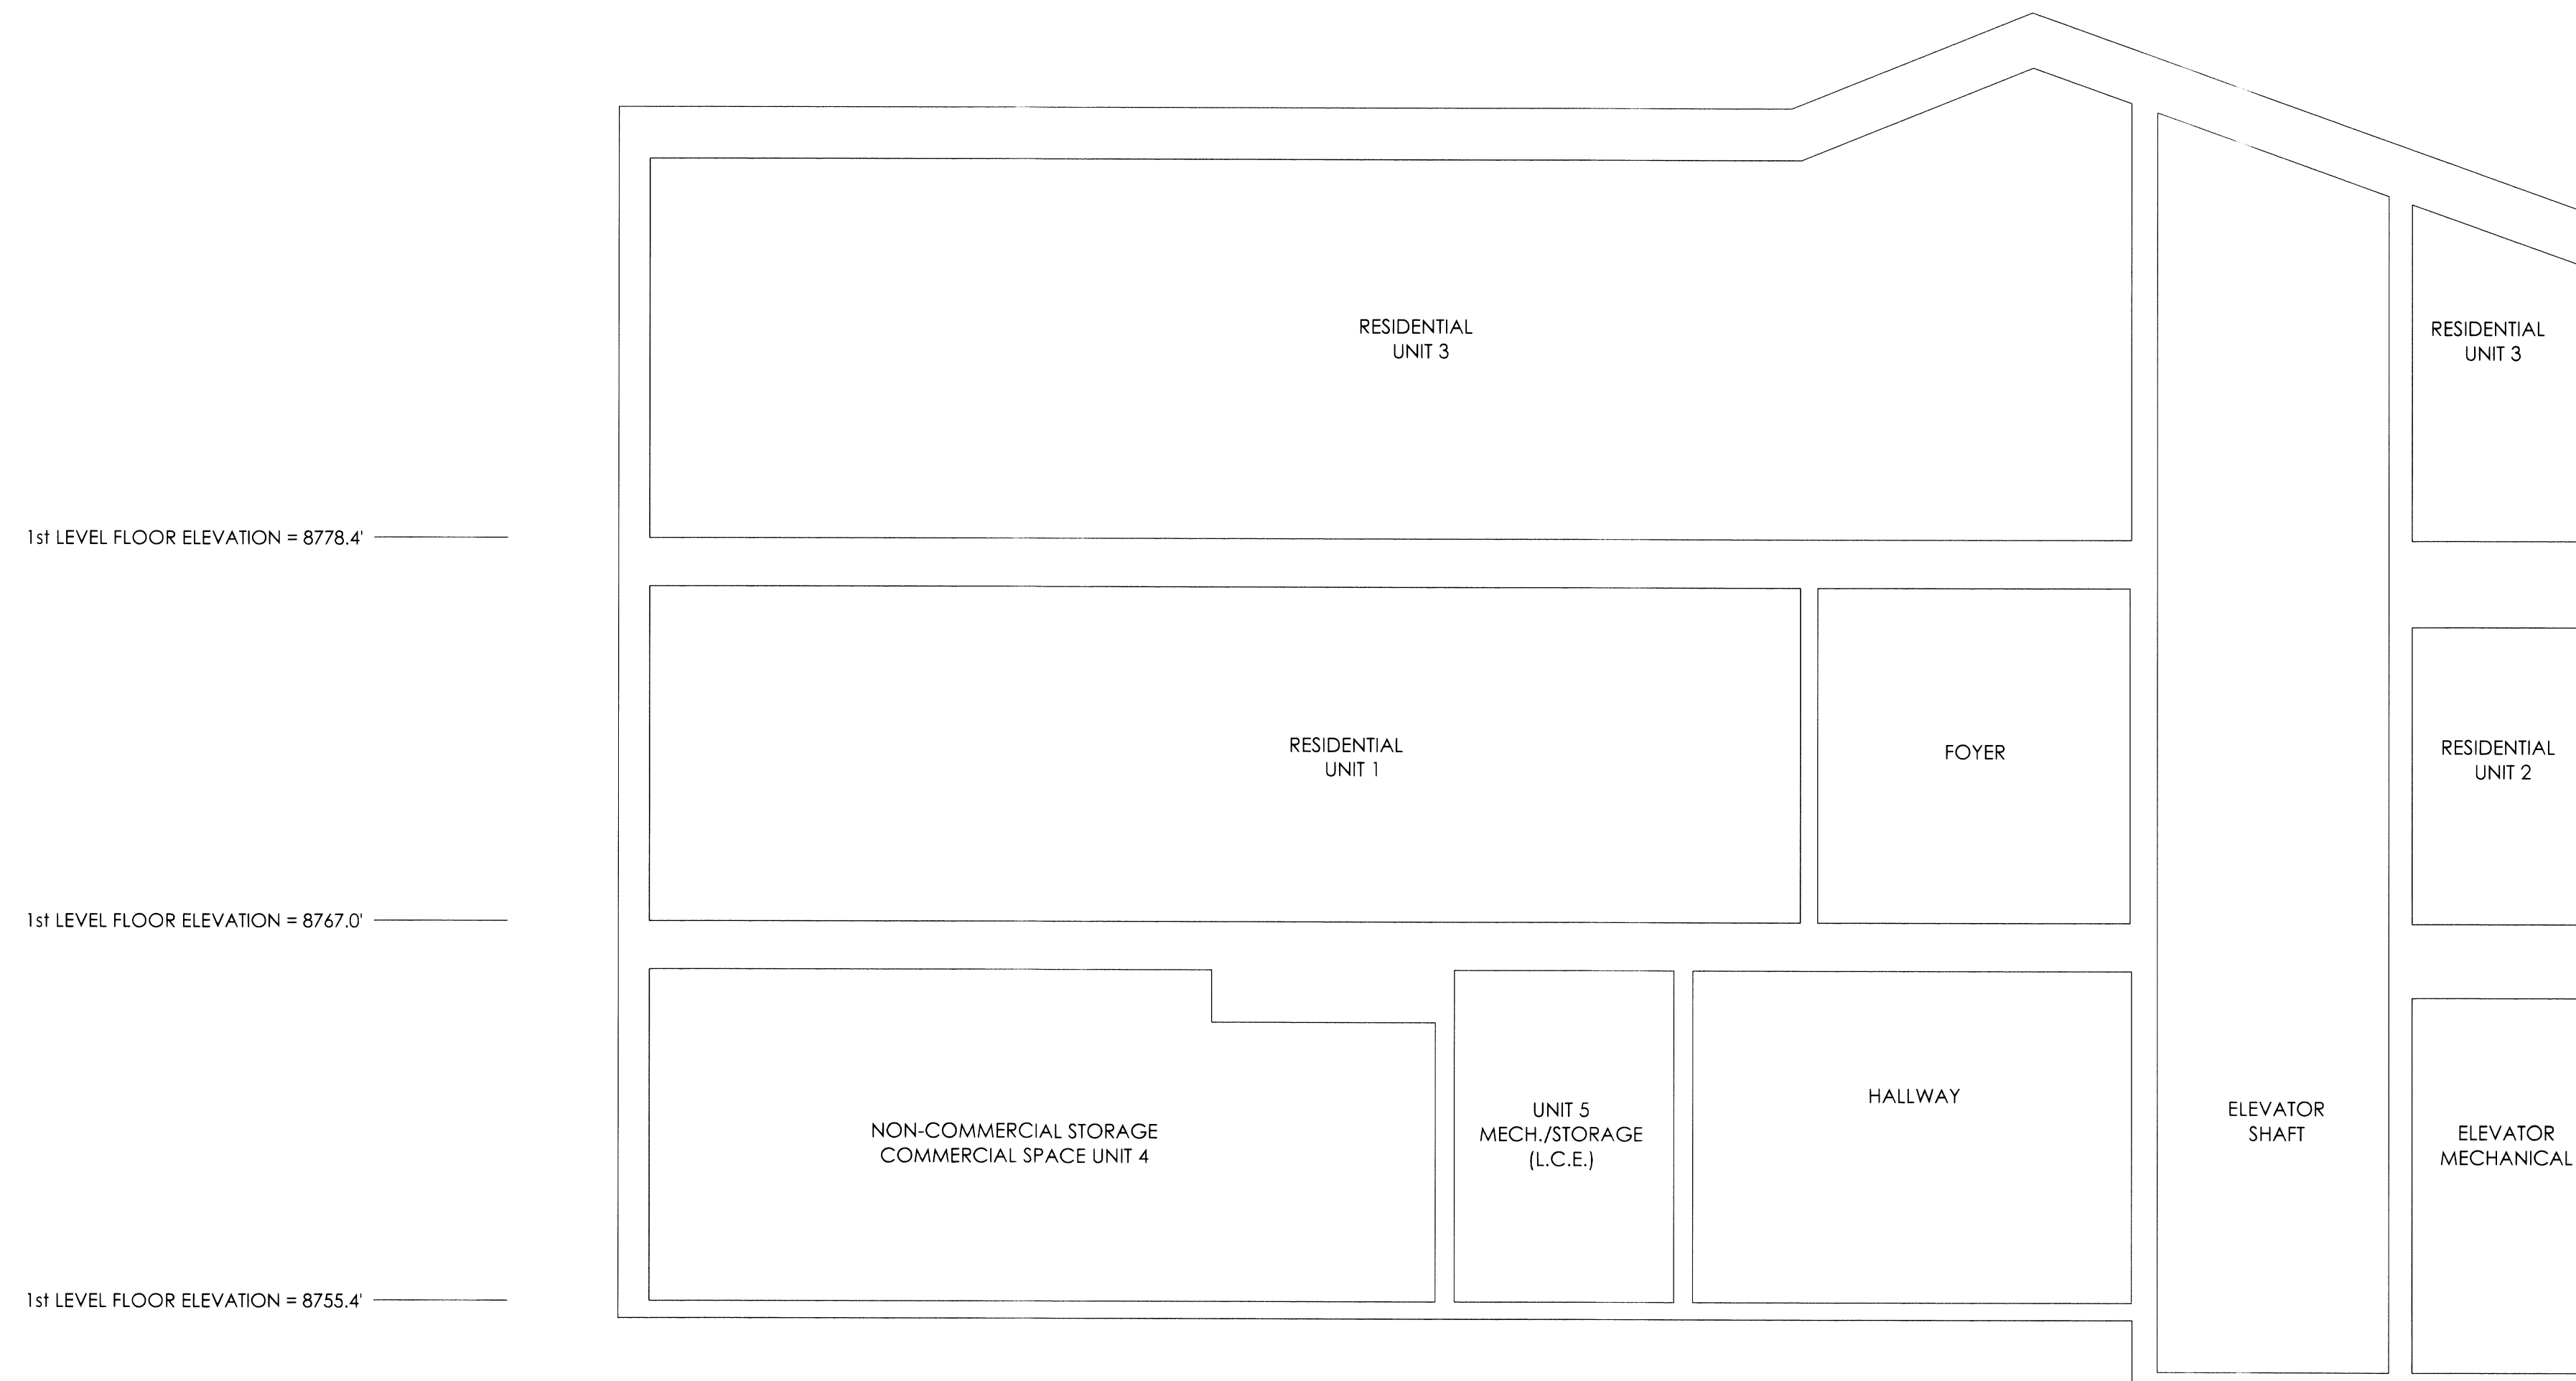 RESIDENTIAL
UNIT 3
RESIDENTIAL
UNIT 3
1st LEVEL FLOOR ELEVATION = 8778.4'
RESIDENTIAL
UNIT 1
FOYER
RESIDENTIAL
UNIT 2
1st LEVEL FLOOR ELEVATION = 8767.0'
NON-COMMERCIAL STORAGE
COMMERCIAL SPACE UNIT 4
UNIT 5
MECH./STORAGE
(L.C.E.)
HALLWAY
ELEVATOR
SHAFT
ELEVATOR
MECHANICAL
1st LEVEL FLOOR ELEVATION = 8755.4'